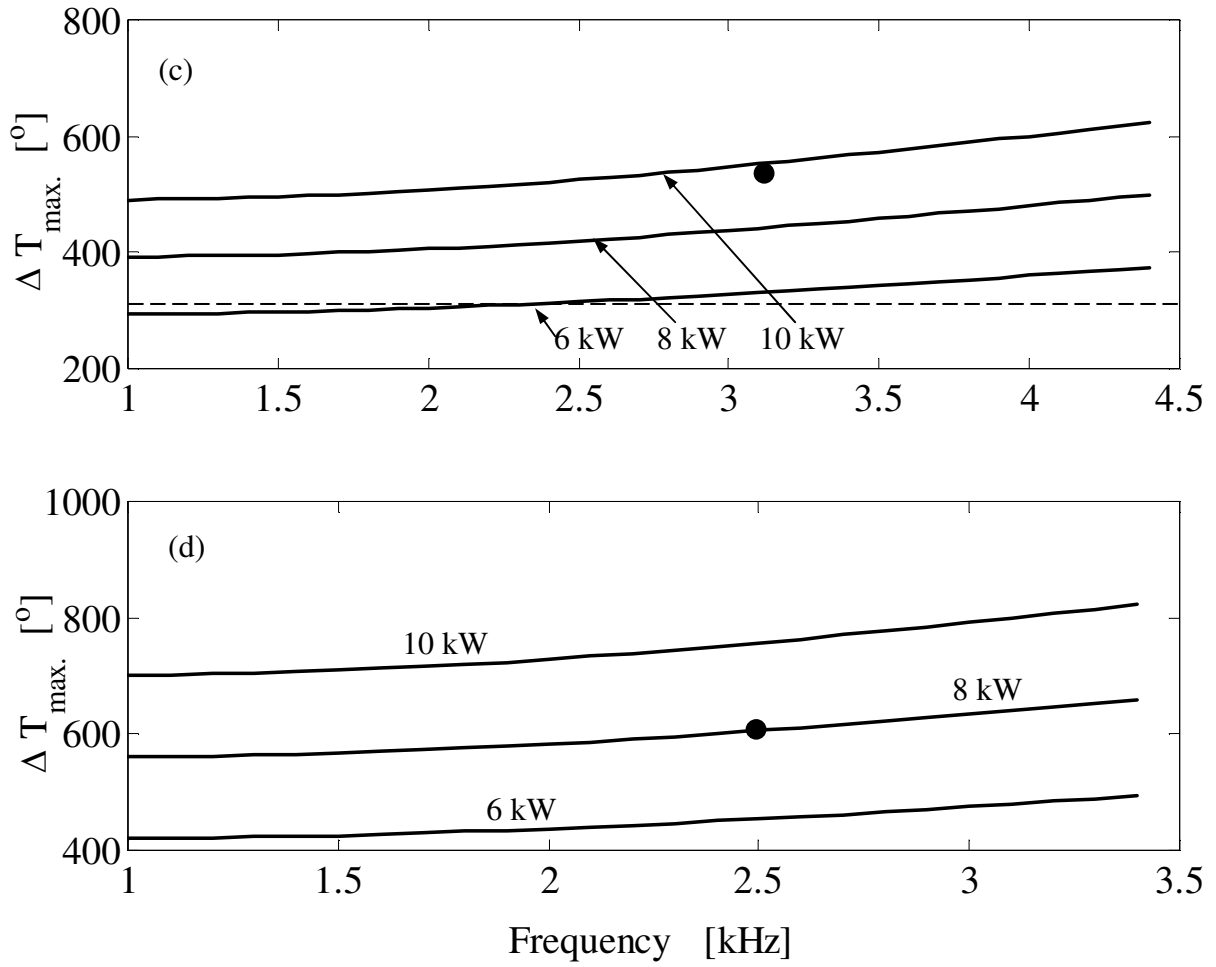 800
(c)
600
400
200
Δ T max. [o]
6 kW 8 kW 10 kW
1 1.5 2 2.5 3 3.5 4 4.5
1000
(d)
800
600
400
Δ T max. [o]
10 kW
8 kW
6 kW
1 1.5 2 2.5 3 3.5
Frequency [kHz]